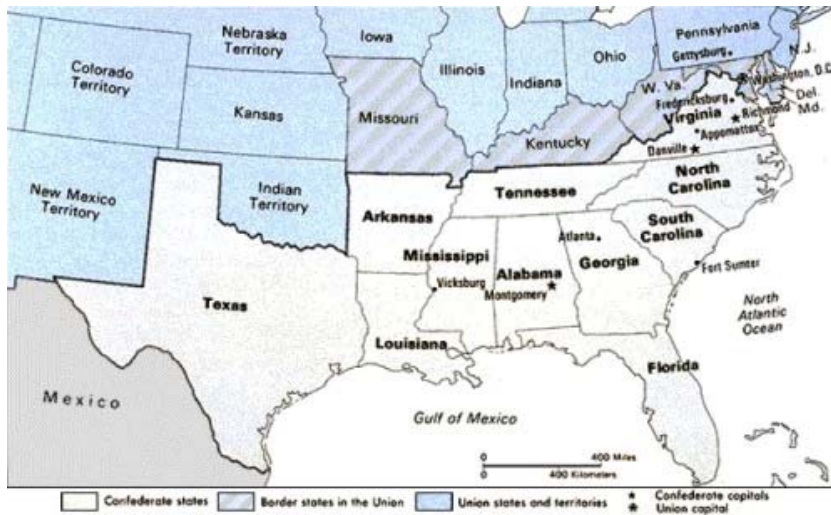 Nebraska
Territory
Iowa
Pennsylvania
Gettysburg
N.J.
Colorado
Territory
Illinois
Indiana
Ohio
Washington, D.C.
Del.
Md.
W. Va.
Fredericksburg
Virginia
Richmond
Appomattox
Danville
Kansas
Missouri
Kentucky
New Mexico
Territory
Indian
Territory
Tennessee
North
Carolina
Arkansas
South
Carolina
Atlanta
Georgia
Fort Sumter
Mississippi
Alabama
Vicksburg
Montgomery
Texas
Louisiana
Florida
North
Atlantic
Ocean
Mexico
Gulf of Mexico
0 400 Miles
0 400 Kilometers
Confederate states
Border states in the Union
Union states and territories
Confederate capitals
Union capital